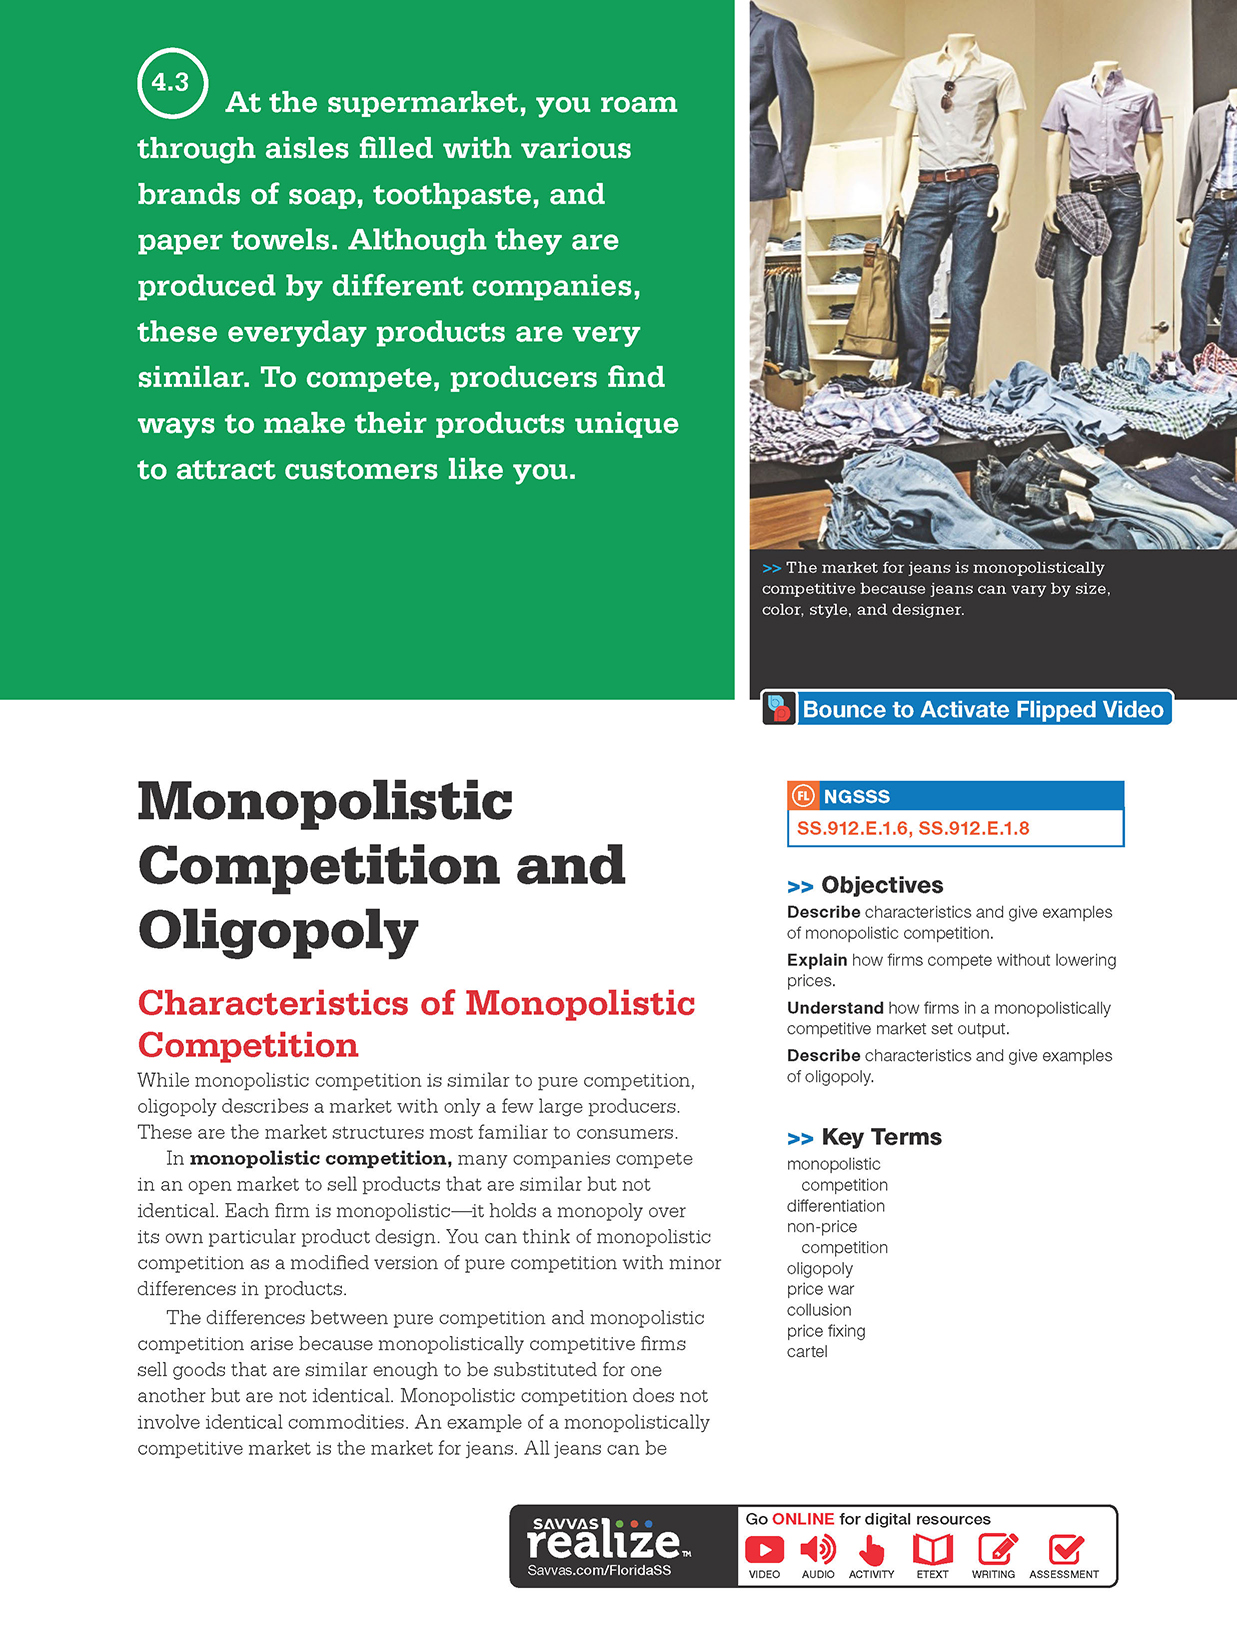 4.3
At the supermarket, you roam
through aisles filled with various
brands of soap, toothpaste, and
paper towels. Although they are
produced by different companies,
these everyday products are very
similar. To compete, producers find
ways to make their products unique
to attract customers like you.
>> The market for jeans is monopolistically
competitive because jeans can vary by size,
color, style, and designer.
Bounce to Activate Flipped Video
Monopolistic
Competition and
Oligopoly
Characteristics of Monopolistic
Competition
While monopolistic competition is similar to pure competition,
oligopoly describes a market with only a few large producers.
These are the market structures most familiar to consumers.
In monopolistic competition, many companies compete
in an open market to sell products that are similar but not
identical. Each firm is monopolistic—it holds a monopoly over
its own particular product design. You can think of monopolistic
competition as a modified version of pure competition with minor
differences in products.
The differences between pure competition and monopolistic
competition arise because monopolistically competitive firms
sell goods that are similar enough to be substituted for one
another but are not identical. Monopolistic competition does not
involve identical commodities. An example of a monopolistically
competitive market is the market for jeans. All jeans can be
FL NGSSS
SS.912.E.1.6, SS.912.E.1.8
>> Objectives
Describe characteristics and give examples
of monopolistic competition.
Explain how firms compete without lowering
prices.
Understand how firms in a monopolistically
competitive market set output.
Describe characteristics and give examples
of oligopoly.
>> Key Terms
monopolistic
competition
differentiation
non-price
competition
oligopoly
price war
collusion
price fixing
cartel
SAVVAS
realize™
Savvas.com/FloridaSS
Go ONLINE for digital resources
VIDEO AUDIO ACTIVITY ETEXT WRITING ASSESSMENT